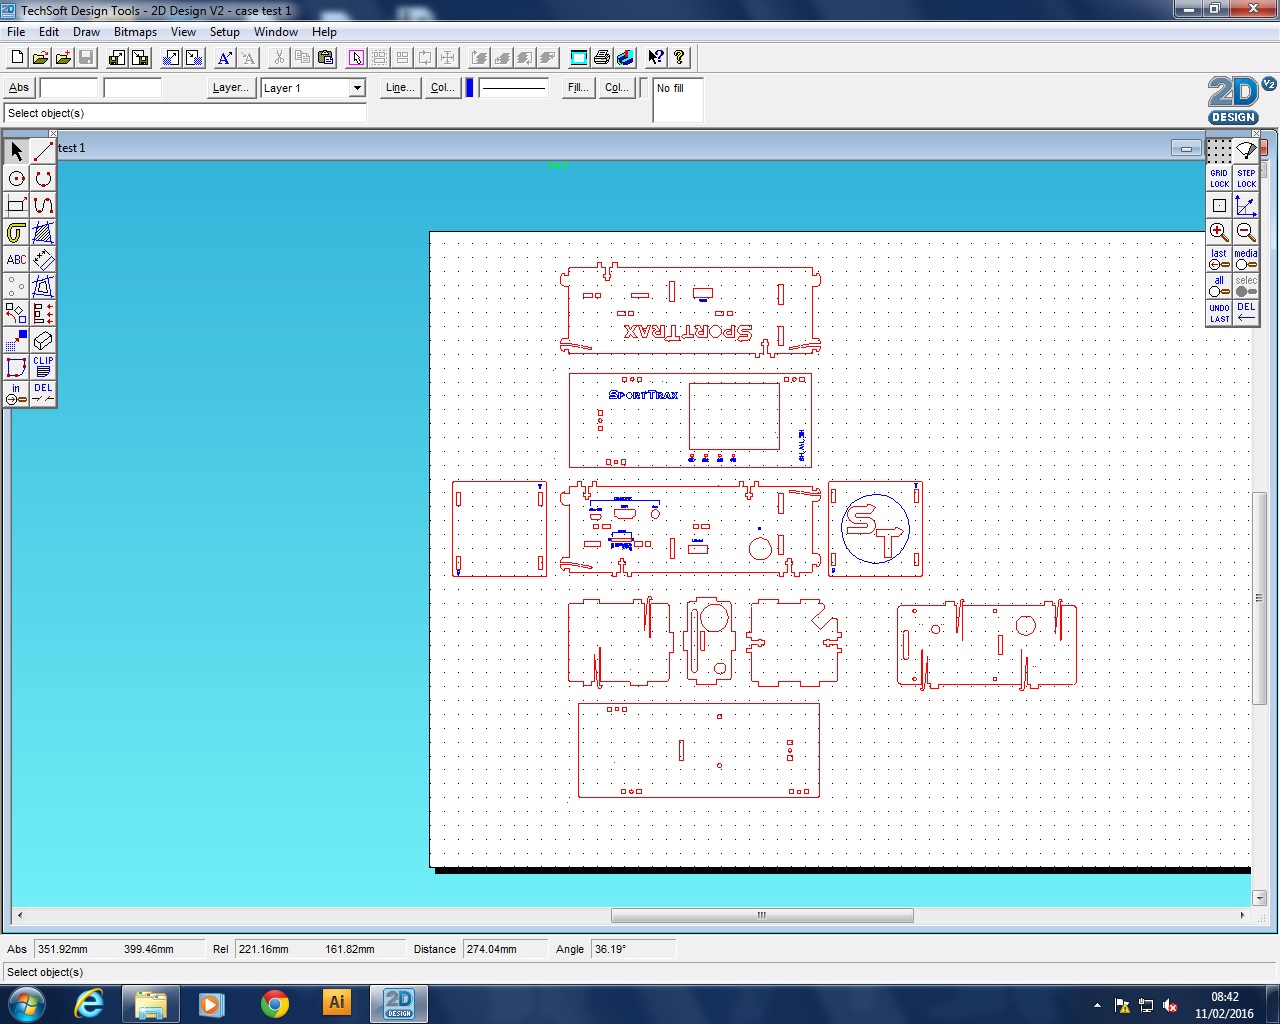 TechSoft Design Tools - 2D Design V2 - case test 1
File Edit Draw Bitmaps View Setup Window Help
Abs Layer... Layer 1 Line... Col... Fill... Col... No fill
Select object(s)
2D V2
DESIGN
test 1
GRID LOCK
STEP LOCK
ABC
last
media
all
selec
UNDO LAST
DEL
CLIP
in
DEL
SPORTTRAX
SPORTTRAX
ST
Abs 351.92mm 399.46mm Rel 221.16mm 161.82mm Distance 274.04mm Angle 36.19°
Select object(s)
Ai
2D
DESIGN
08:42
11/02/2016